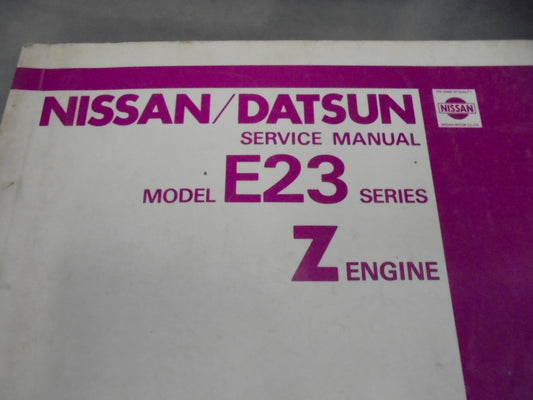 NISSAN/DATSUN
SERVICE MANUAL
MODEL E23 SERIES
Z ENGINE
NISSAN